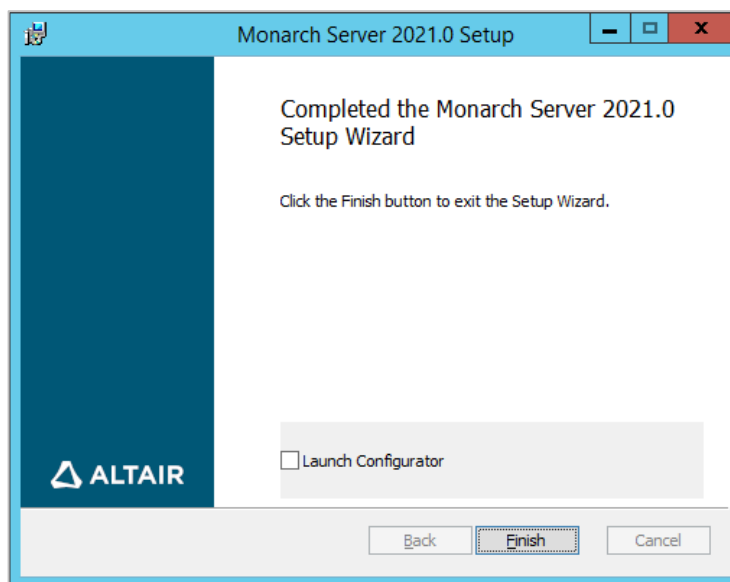 Monarch Server 2021.0 Setup
Completed the Monarch Server 2021.0
Setup Wizard
Click the Finish button to exit the Setup Wizard.
Launch Configurator
ALTAIR
Back
Finish
Cancel